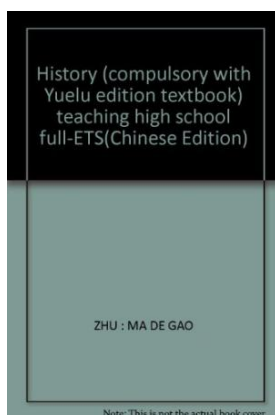 History (compulsory with
Yuelu edition textbook)
teaching high school
full-ETS(Chinese Edition)
ZHU : MA DE GAO
Note: This is not the actual book cover